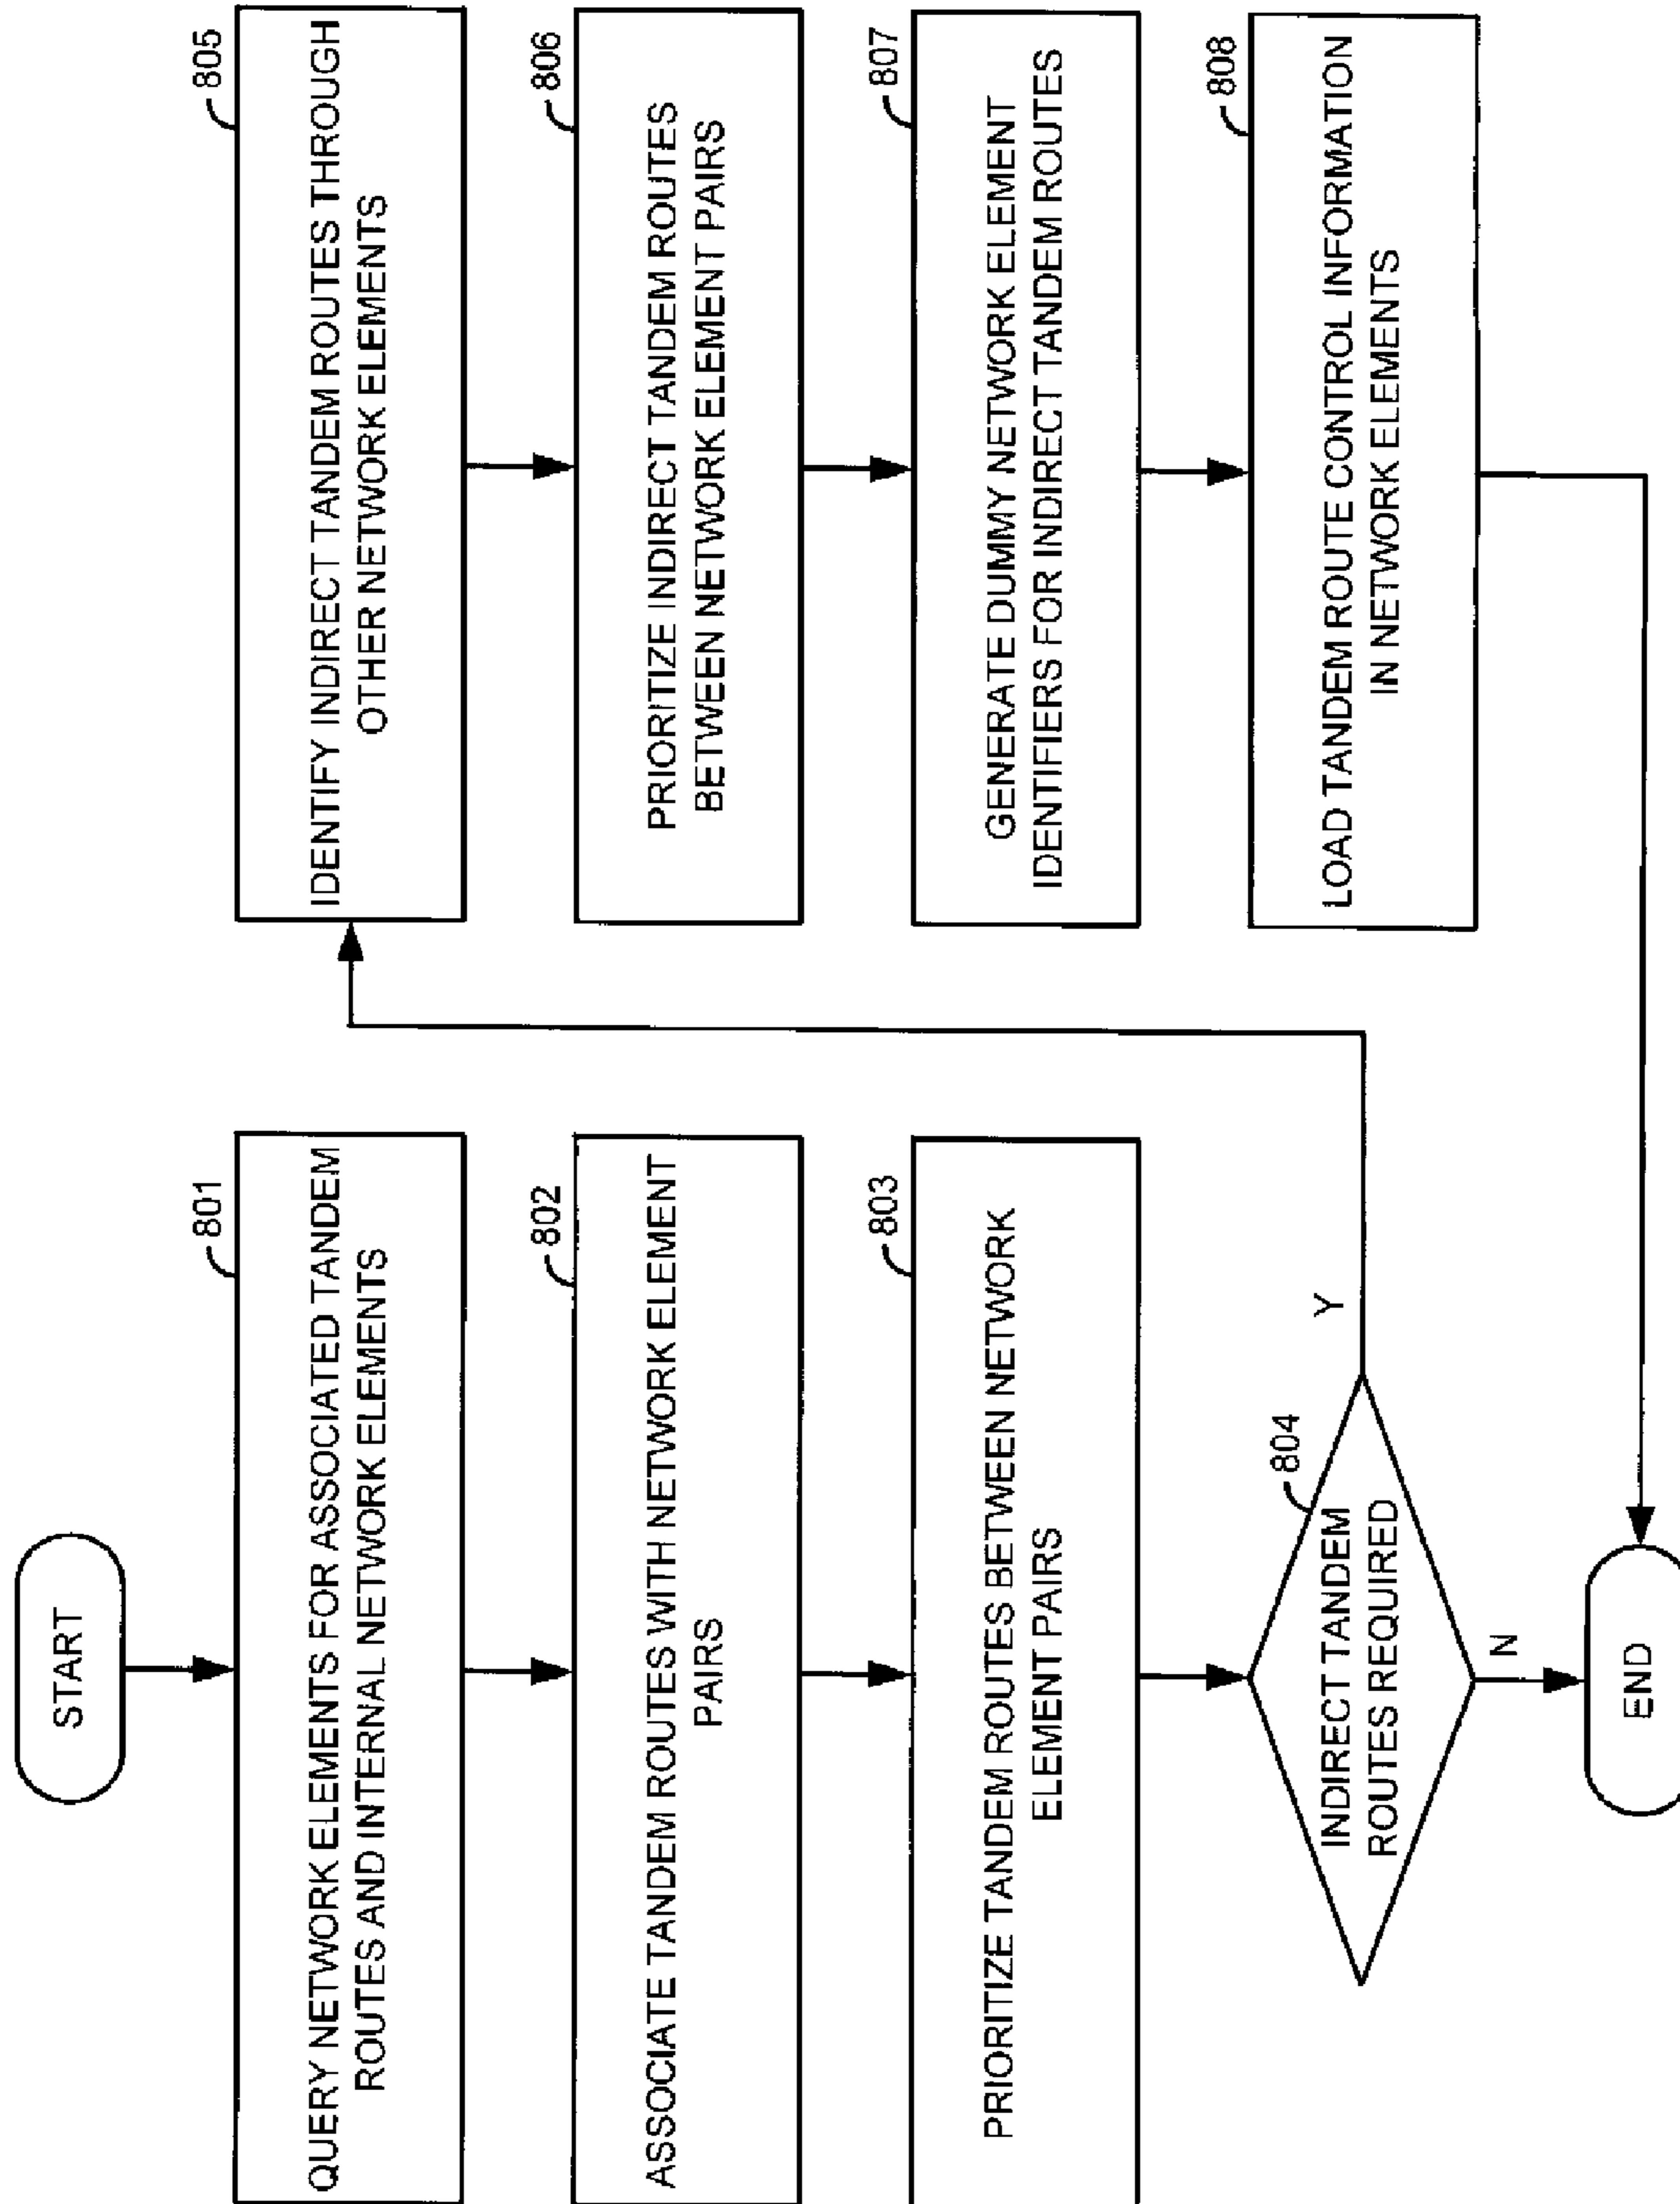 START
801
QUERY NETWORK ELEMENTS FOR ASSOCIATED TANDEM
ROUTES AND INTERNAL NETWORK ELEMENTS
802
ASSOCIATE TANDEM ROUTES WITH NETWORK ELEMENT
PAIRS
803
PRIORITIZE TANDEM ROUTES BETWEEN NETWORK
ELEMENT PAIRS
804
INDIRECT TANDEM
ROUTES REQUIRED
Y
N
END
805
IDENTIFY INDIRECT TANDEM ROUTES THROUGH
OTHER NETWORK ELEMENTS
806
PRIORITIZE INDIRECT TANDEM ROUTES
BETWEEN NETWORK ELEMENT PAIRS
807
GENERATE DUMMY NETWORK ELEMENT
IDENTIFIERS FOR INDIRECT TANDEM ROUTES
808
LOAD TANDEM ROUTE CONTROL INFORMATION
IN NETWORK ELEMENTS